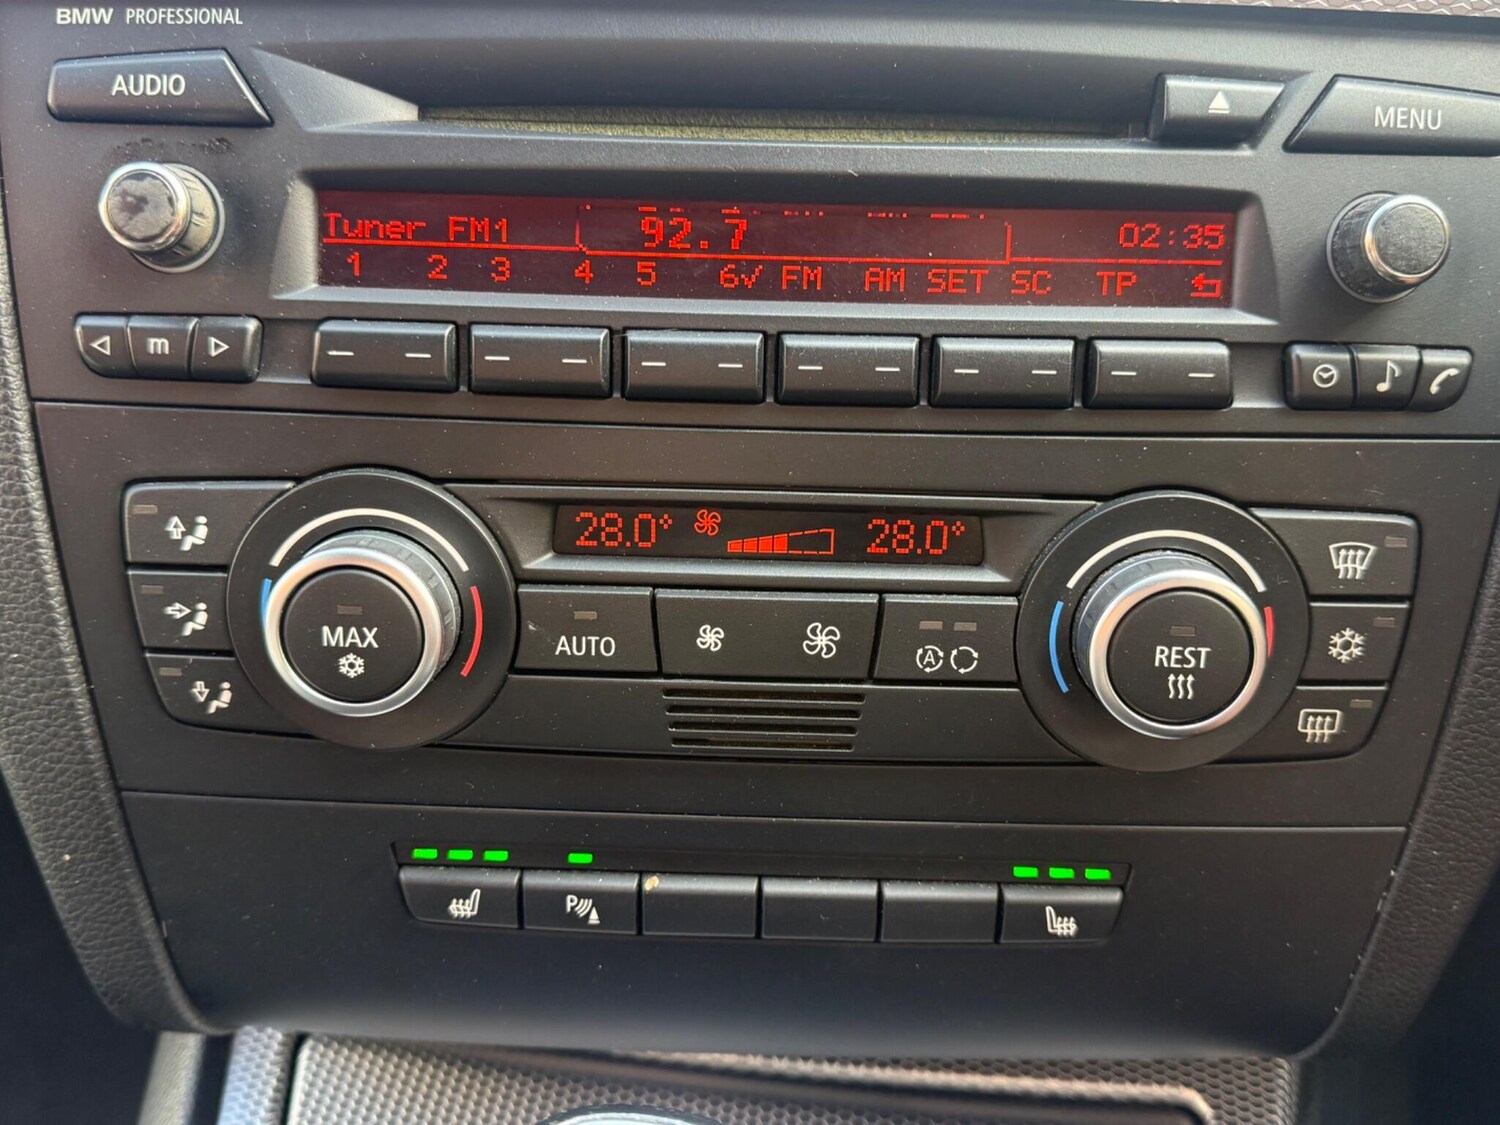 BMW PROFESSIONAL
AUDIO
MENU
Tuner FM1 92.7 02:35
1 2 3 4 5 6✓ FM AM SET SC TP
m
28.0° 28.0°
MAX
AUTO
A
REST
P